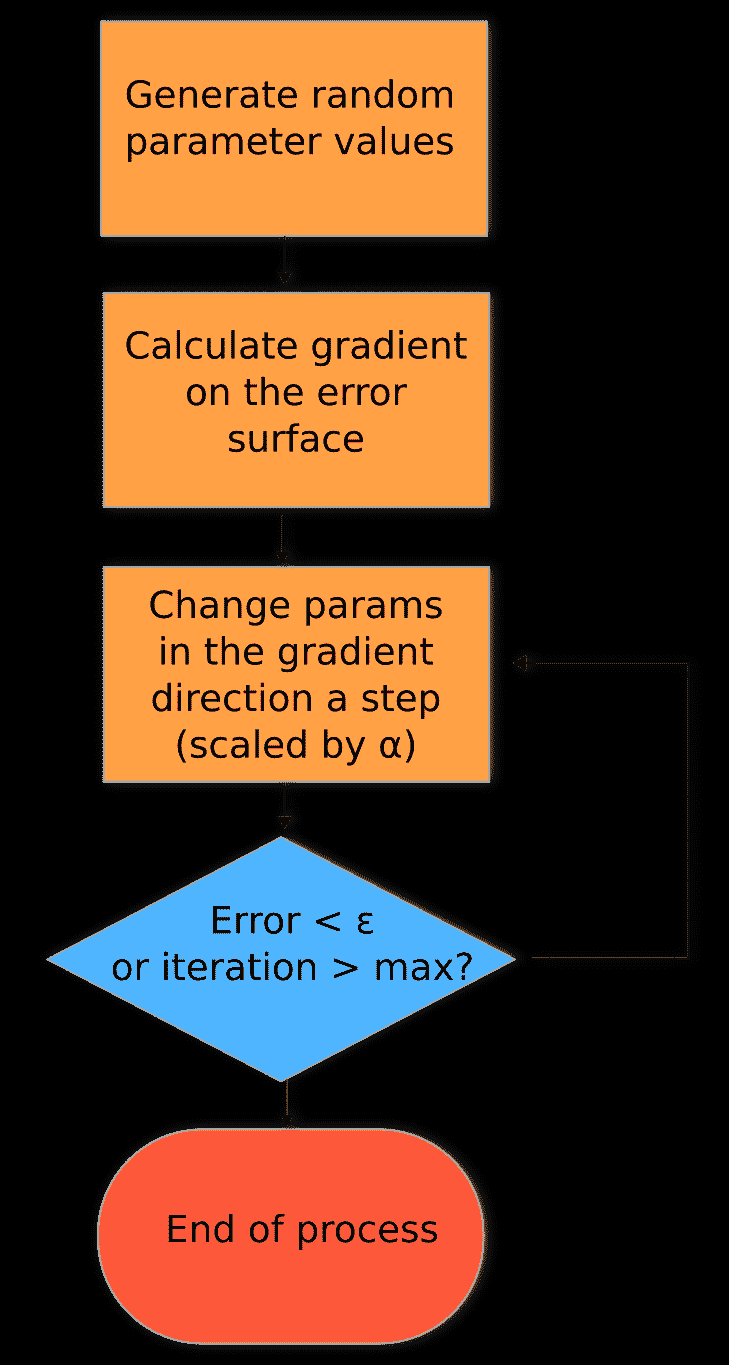 Generate random
parameter values
Calculate gradient
on the error
surface
Change params
in the gradient
direction a step
(scaled by α)
Error < ε
or iteration > max?
End of process